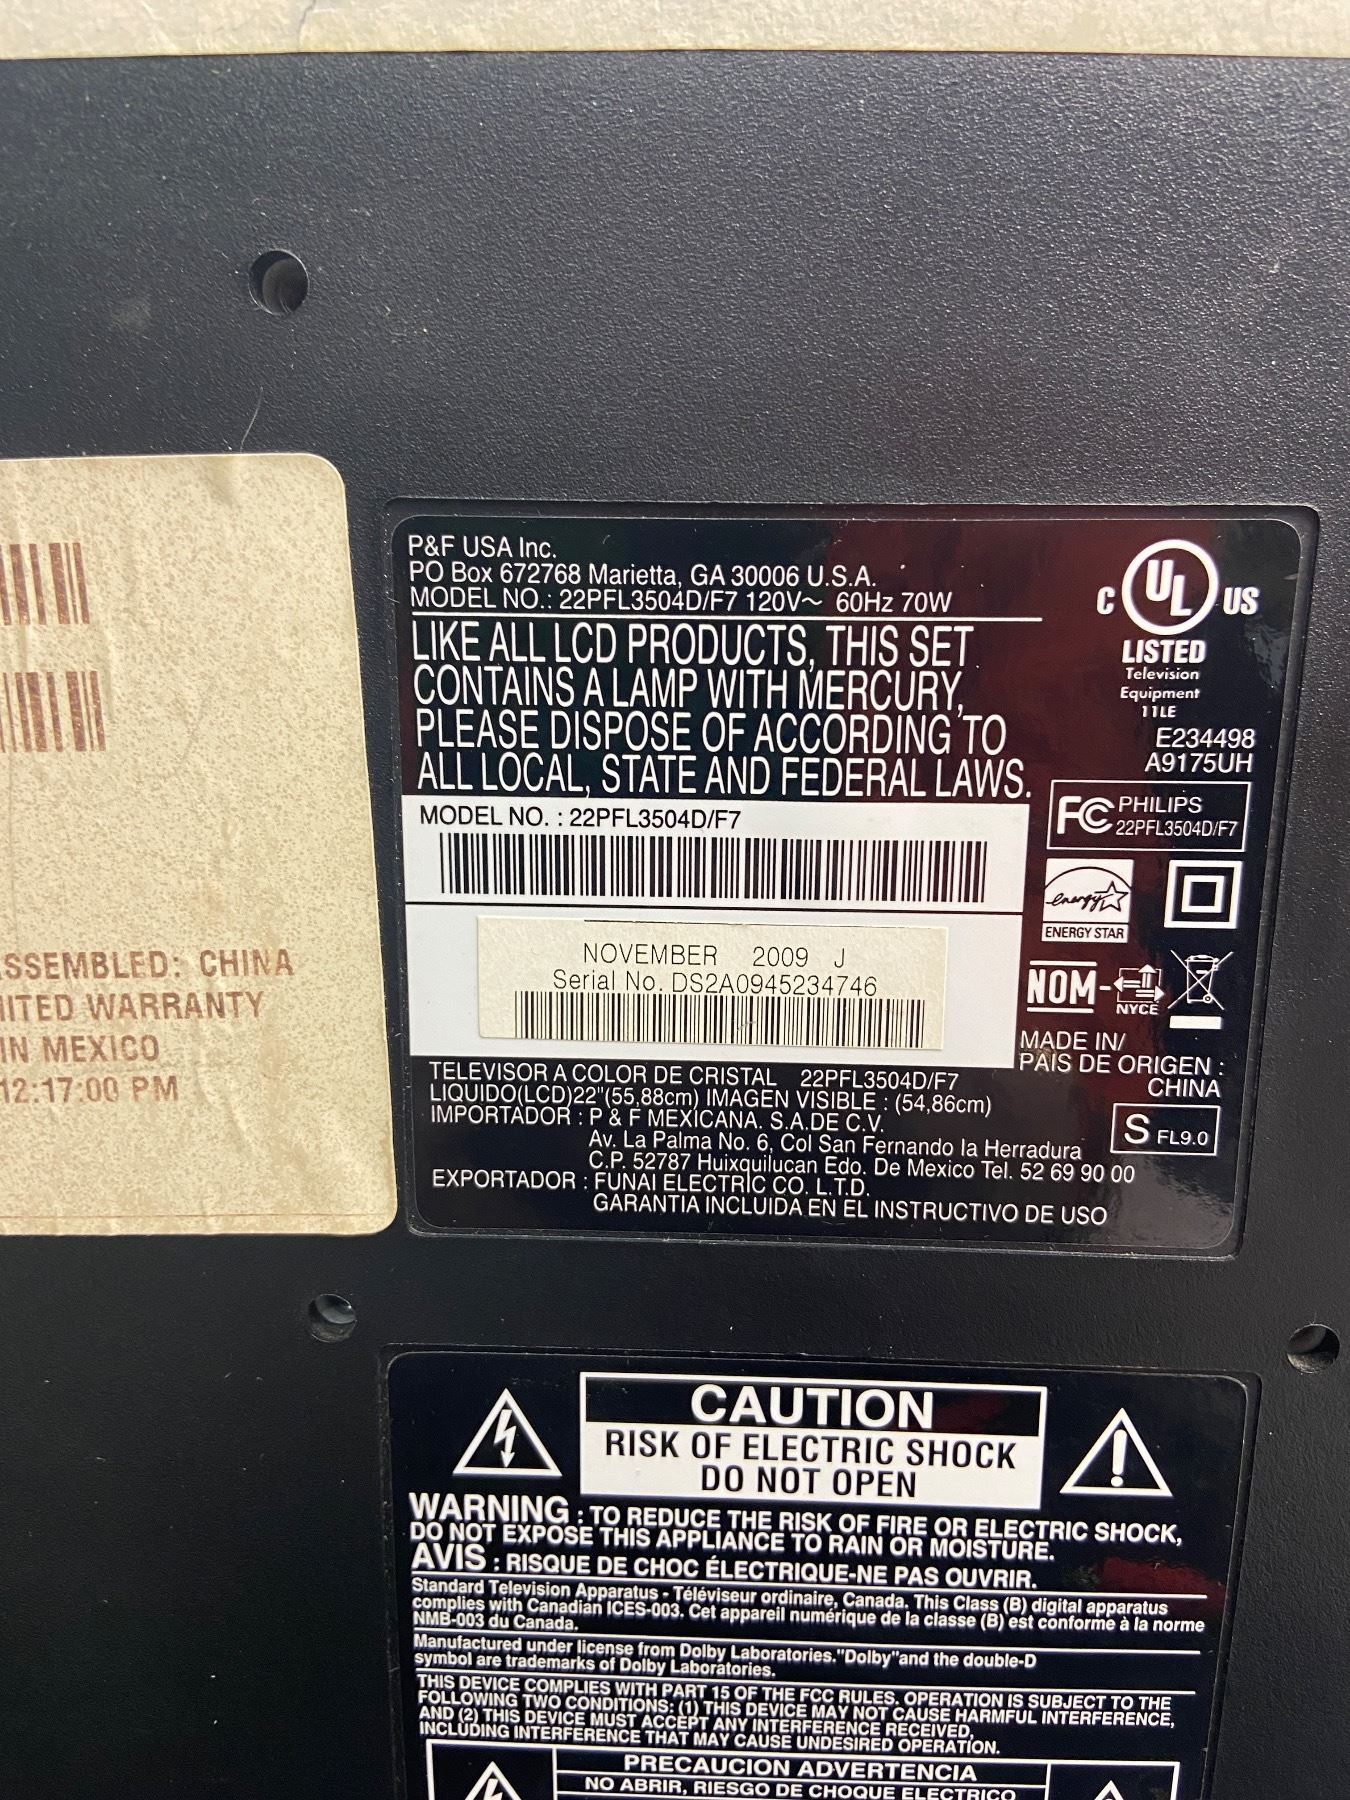 SSEMBLED: CHINA
ITED WARRANTY
IN MEXICO
12:17:00 PM
P&F USA Inc.
PO Box 672768 Marietta, GA 30006 U.S.A.
MODEL NO.: 22PFL3504D/F7 120V~ 60Hz 70W
LIKE ALL LCD PRODUCTS, THIS SET
CONTAINS A LAMP WITH MERCURY,
PLEASE DISPOSE OF ACCORDING TO
ALL LOCAL, STATE AND FEDERAL LAWS.
C UL US
LISTED
Television
Equipment
11LE
E234498
A9175UH
MODEL NO. : 22PFL3504D/F7
FC PHILIPS
22PFL3504D/F7
energy
ENERGY STAR
NOVEMBER 2009 J
Serial No. DS2A0945234746
NOM-
NYCE
MADE IN/
PAIS DE ORIGEN :
CHINA
S FL9.0
TELEVISOR A COLOR DE CRISTAL 22PFL3504D/F7
LIQUIDO(LCD)22"(55,88cm) IMAGEN VISIBLE : (54,86cm)
IMPORTADOR : P & F MEXICANA. S.A.DE C.V.
Av. La Palma No. 6, Col San Fernando la Herradura
C.P. 52787 Huixquilucan Edo. De Mexico Tel. 52 69 90 00
EXPORTADOR : FUNAI ELECTRIC CO. L.T.D.
GARANTIA INCLUIDA EN EL INSTRUCTIVO DE USO
CAUTION
RISK OF ELECTRIC SHOCK
DO NOT OPEN
WARNING : TO REDUCE THE RISK OF FIRE OR ELECTRIC SHOCK,
DO NOT EXPOSE THIS APPLIANCE TO RAIN OR MOISTURE.
AVIS : RISQUE DE CHOC ÉLECTRIQUE-NE PAS OUVRIR.
Standard Television Apparatus - Téléviseur ordinaire, Canada. This Class (B) digital apparatus
complies with Canadian ICES-003. Cet appareil numérique de la classe (B) est conforme à la norme
NMB-003 du Canada.
Manufactured under license from Dolby Laboratories."Dolby"and the double-D
symbol are trademarks of Dolby Laboratories.
THIS DEVICE COMPLIES WITH PART 15 OF THE FCC RULES. OPERATION IS SUBJECT TO THE
FOLLOWING TWO CONDITIONS: (1) THIS DEVICE MAY NOT CAUSE HARMFUL INTERFERENCE,
AND (2) THIS DEVICE MUST ACCEPT ANY INTERFERENCE RECEIVED,
INCLUDING INTERFERENCE THAT MAY CAUSE UNDESIRED OPERATION.
PRECAUCION ADVERTENCIA
NO ABRIR, RIESGO DE CHOQUE ELECTRICO